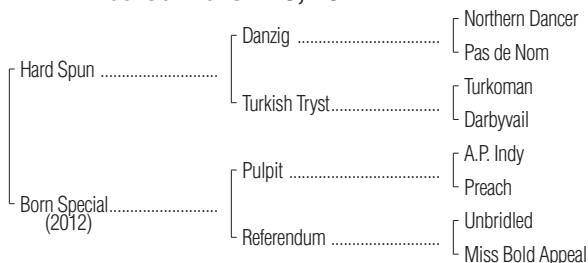 Northern Dancer
Danzig ..........................................
Pas de Nom
Hard Spun ..........................
Turkoman
Turkish Tryst..................................
Darbyvail
A.P. Indy
Pulpit ............................................
Preach
Born Special........................
(2012)
Unbridled
Referendum ..................................
Miss Bold Appeal